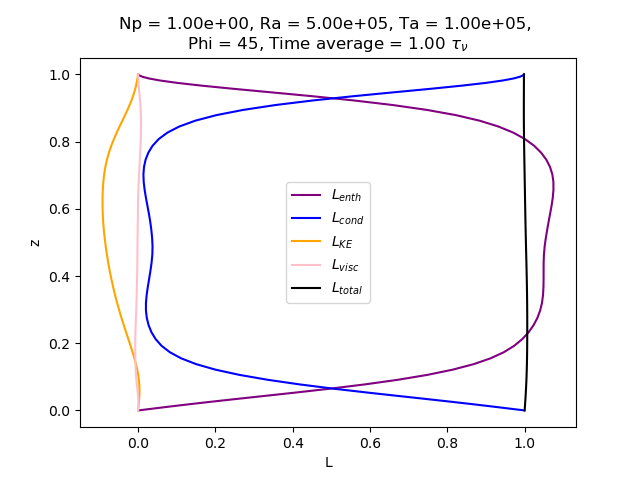 Np = 1.00e+00, Ra = 5.00e+05, Ta = 1.00e+05,
Phi = 45, Time average = 1.00 τ_ν
1.0
0.8
0.6
0.4
0.2
0.0
z
L_enth
L_cond
L_KE
L_visc
L_total
0.0 0.2 0.4 0.6 0.8 1.0
L